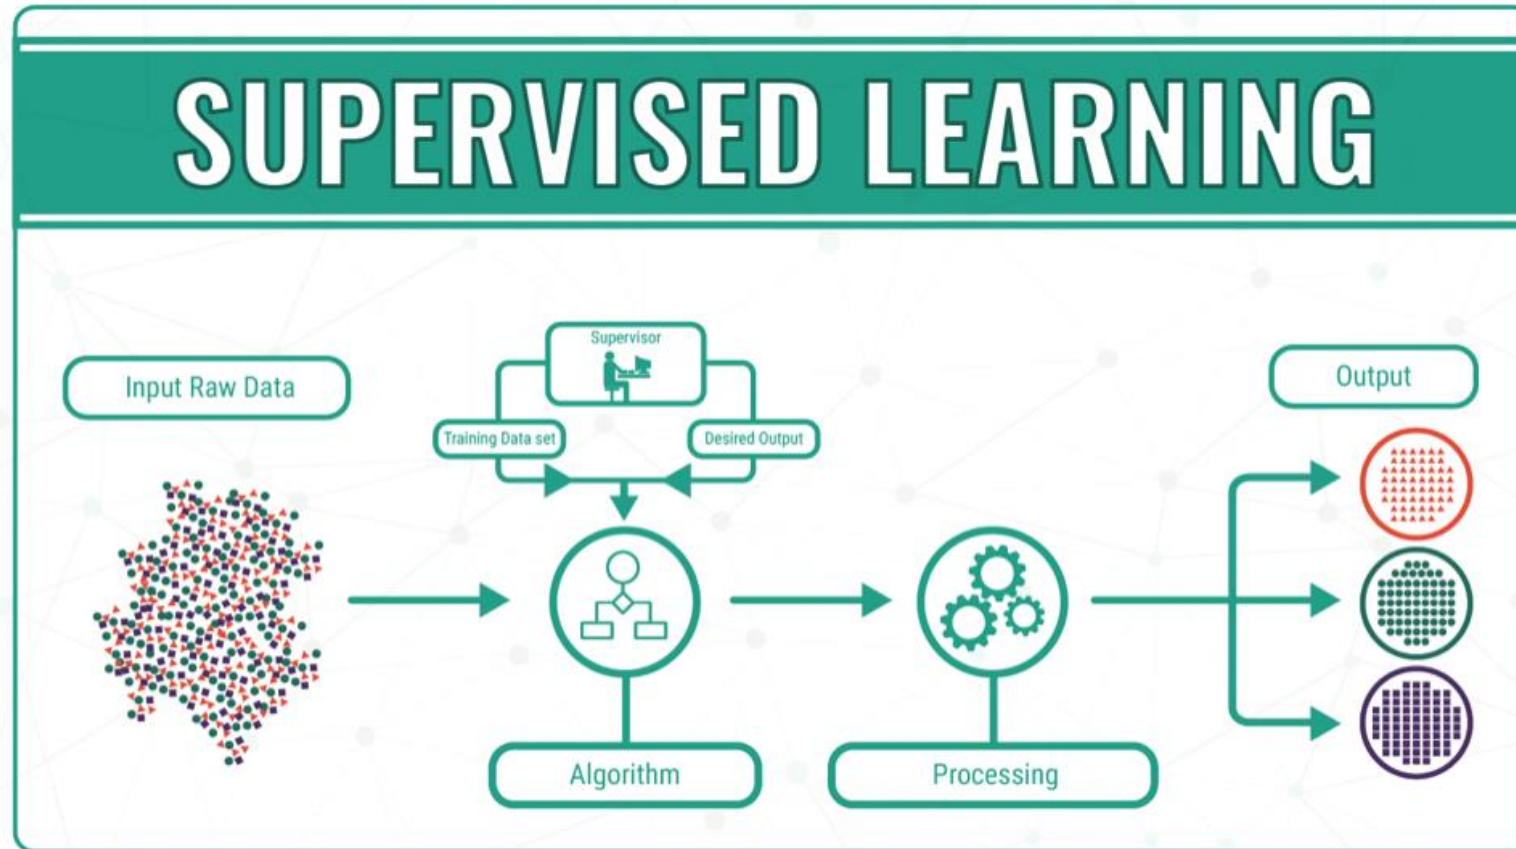 SUPERVISED LEARNING
Supervisor
Input Raw Data
Training Data set
Desired Output
Output
Algorithm
Processing